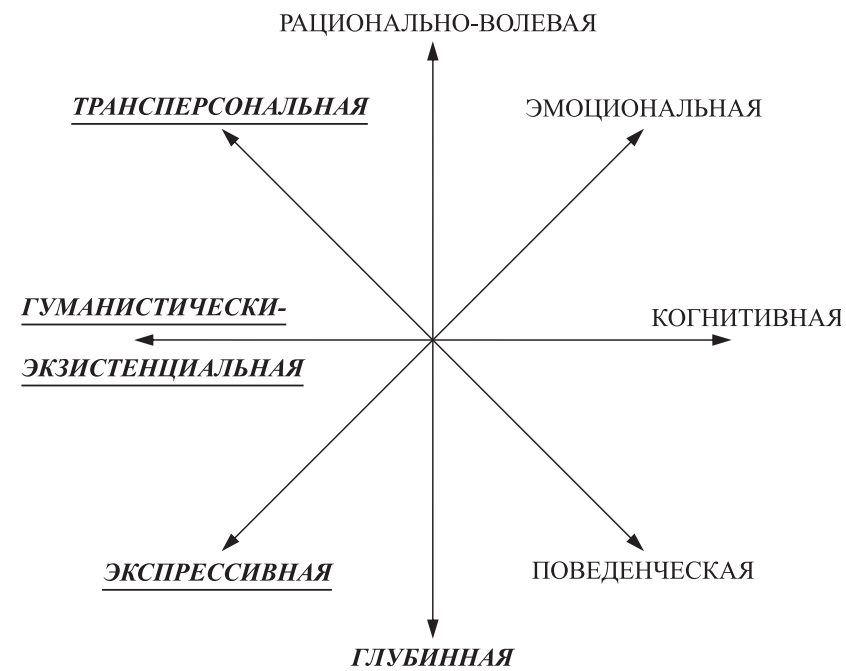 РАЦИОНАЛЬНО-ВОЛЕВАЯ
ТРАНСПЕРСОНАЛЬНАЯ
ЭМОЦИОНАЛЬНАЯ
ГУМАНИСТИЧЕСКИ-
ЭКЗИСТЕНЦИАЛЬНАЯ
КОГНИТИВНАЯ
ЭКСПРЕССИВНАЯ
ПОВЕДЕНЧЕСКАЯ
ГЛУБИННАЯ